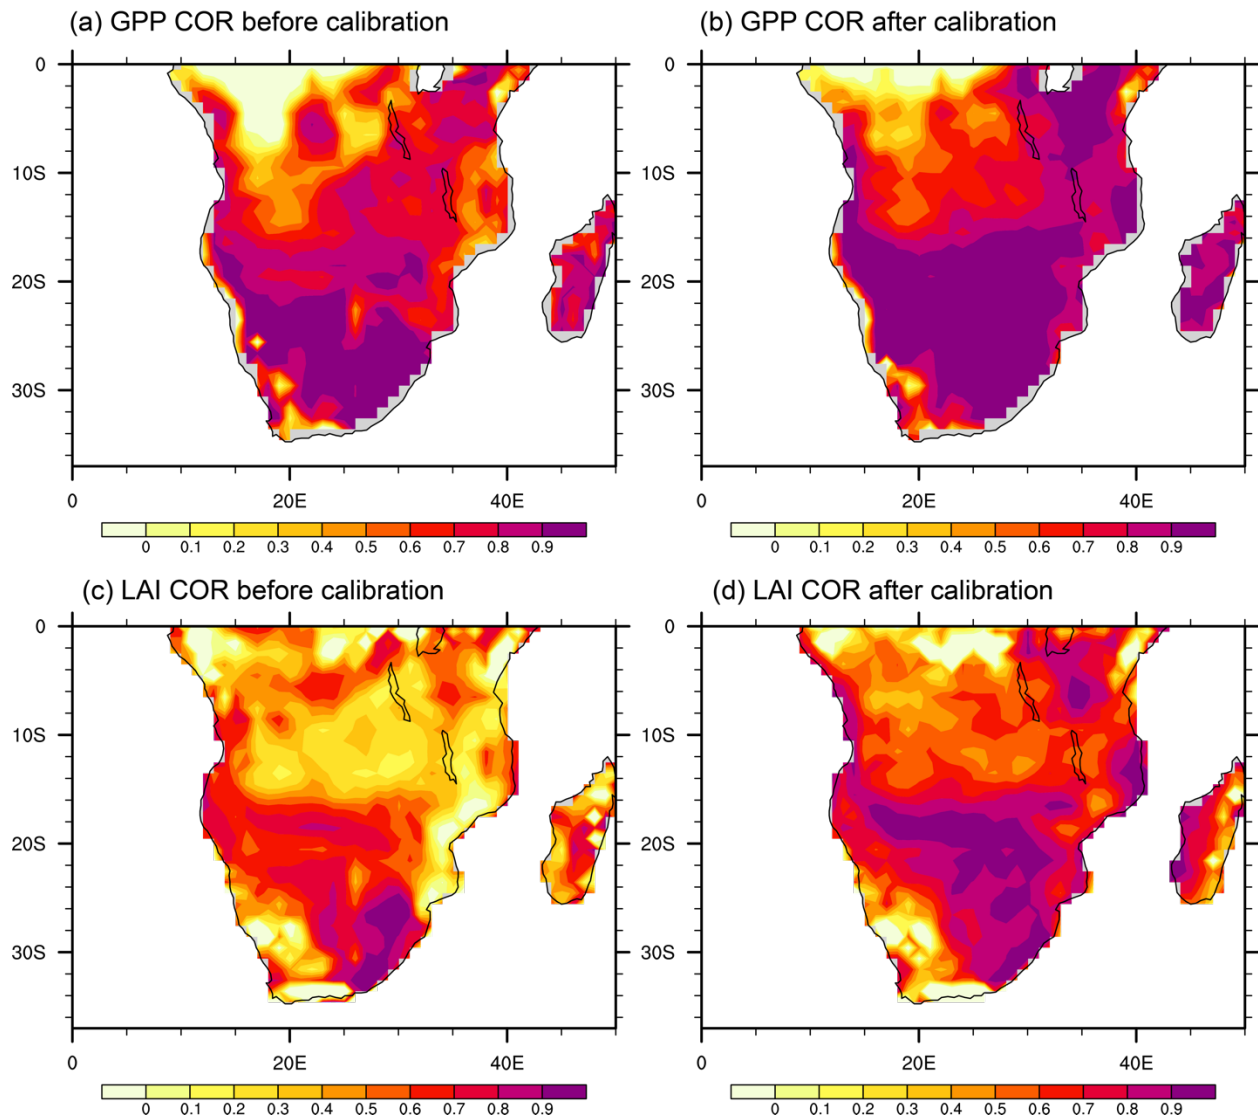 (a) GPP COR before calibration
(b) GPP COR after calibration
0
10S
20S
30S
0 20E 40E
0 0.1 0.2 0.3 0.4 0.5 0.6 0.7 0.8 0.9
0
10S
20S
30S
0 20E 40E
0 0.1 0.2 0.3 0.4 0.5 0.6 0.7 0.8 0.9
(c) LAI COR before calibration
(d) LAI COR after calibration
0
10S
20S
30S
0 20E 40E
0 0.1 0.2 0.3 0.4 0.5 0.6 0.7 0.8 0.9
0
10S
20S
30S
0 20E 40E
0 0.1 0.2 0.3 0.4 0.5 0.6 0.7 0.8 0.9